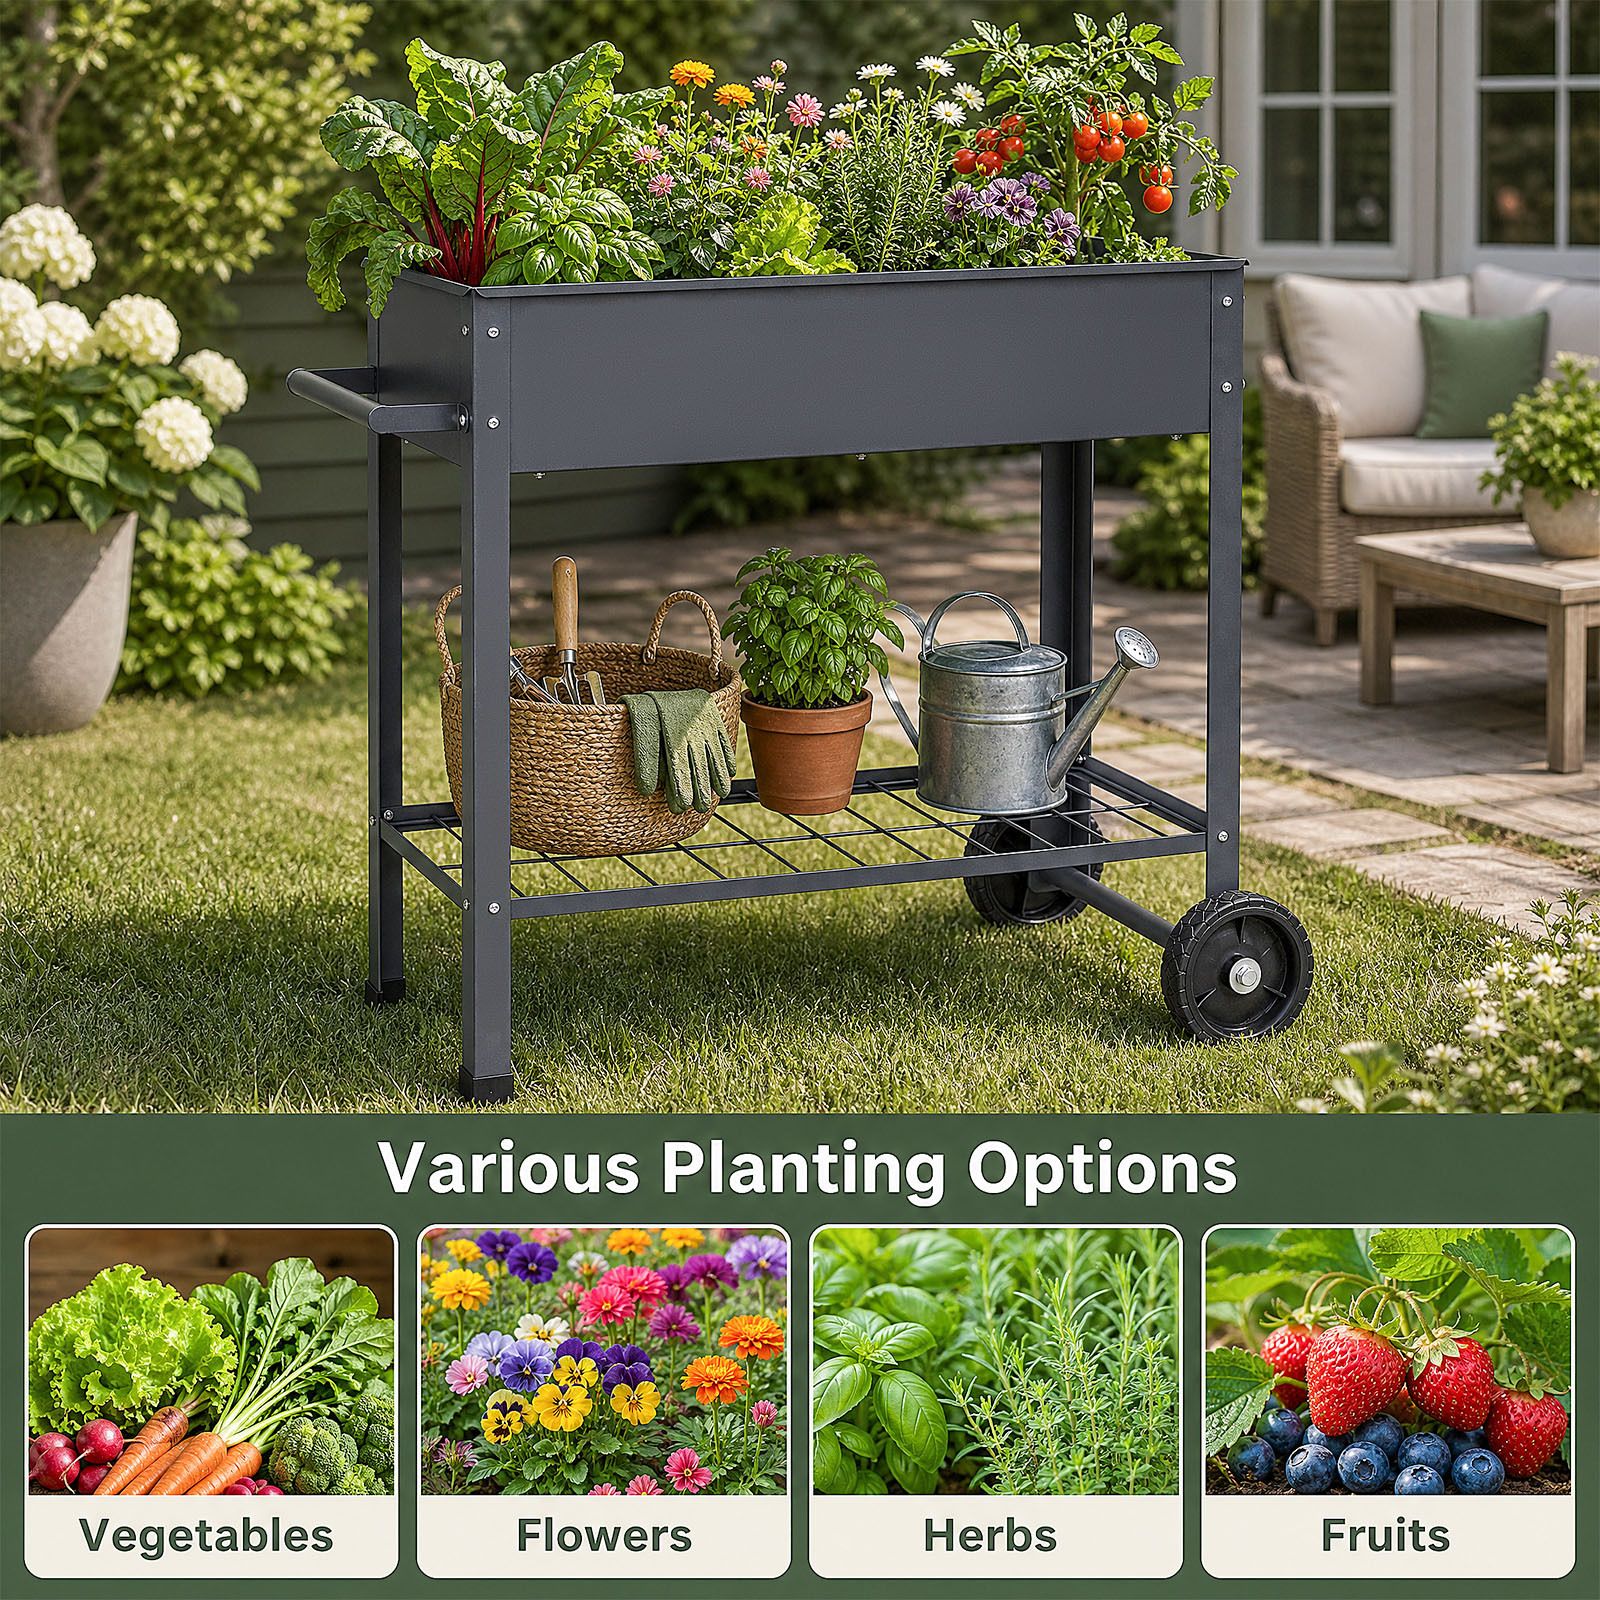 Various Planting Options
Vegetables
Flowers
Herbs
Fruits